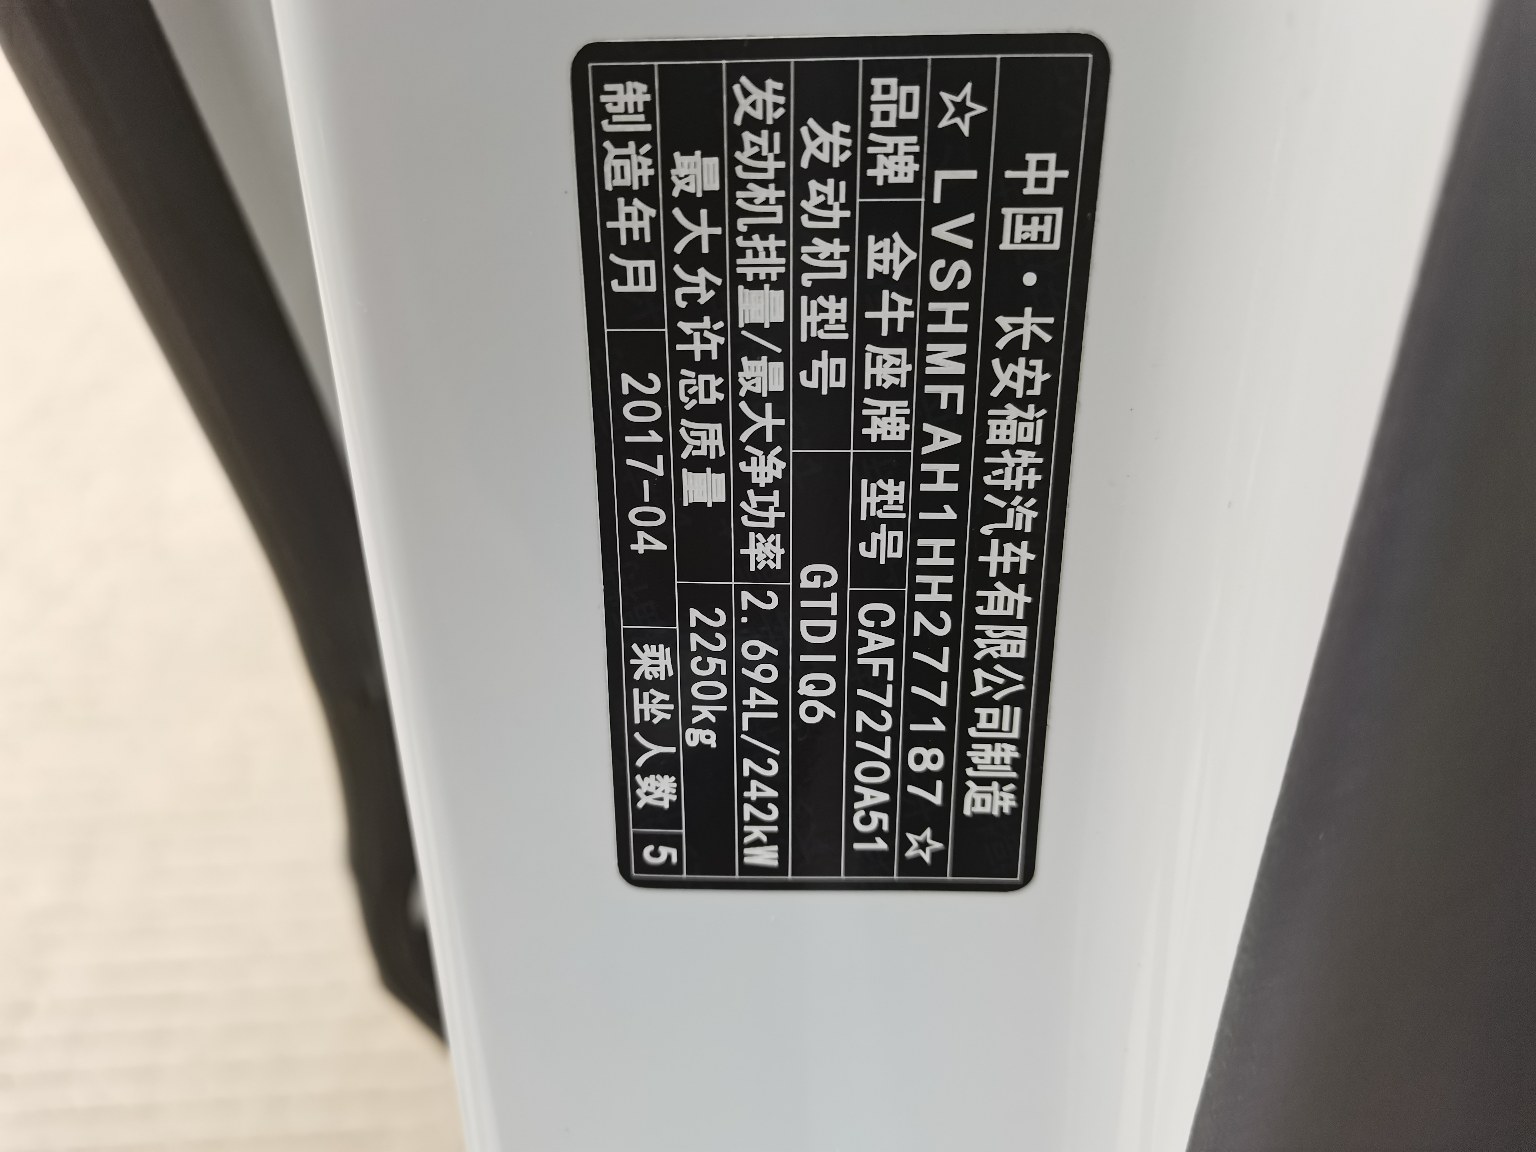 中国·长安福特汽车有限公司制造
☆LVSHMFAH1HH277187☆
品牌 金牛座牌 型号 CAF7270A51
发动机型号 GTDIQ6
发动机排量/最大净功率 2.694L/242kW
最大允许总质量 2250kg
制造年月 2017-04 乘坐人数 5